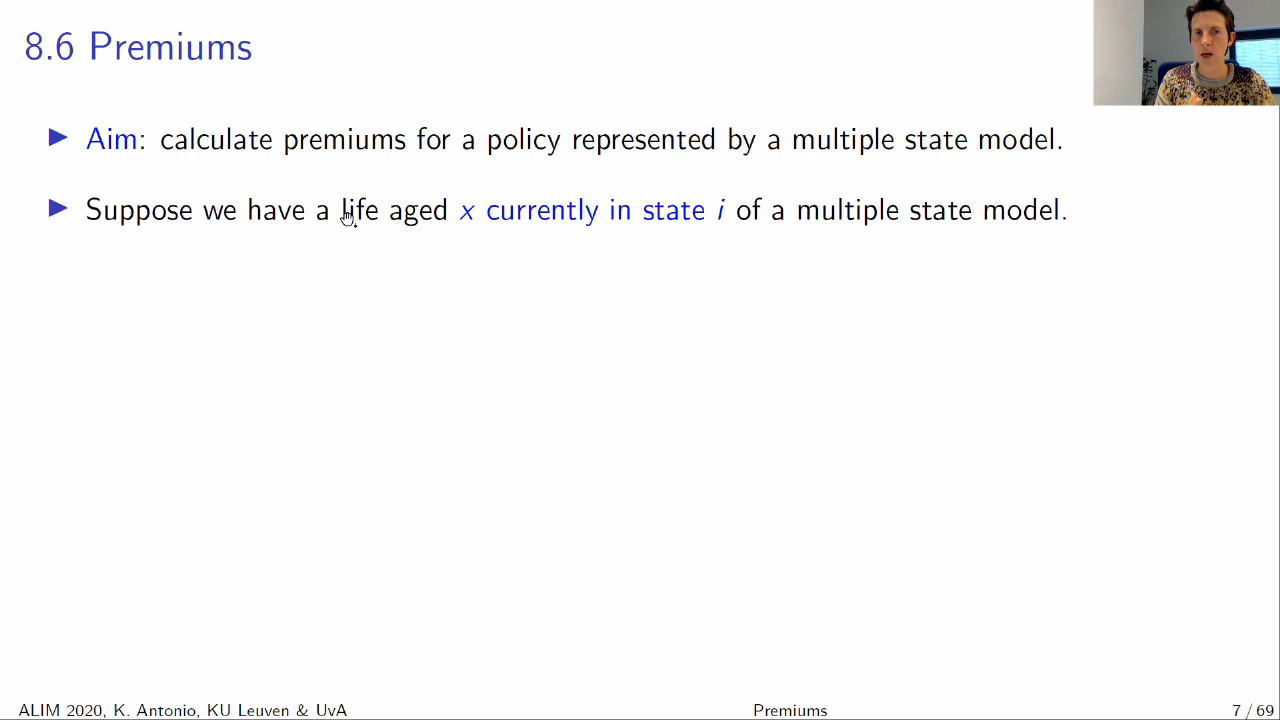 8.6 Premiums
Aim: calculate premiums for a policy represented by a multiple state model.
Suppose we have a life aged x currently in state i of a multiple state model.
ALIM 2020, K. Antonio, KU Leuven & UvA Premiums 7 / 69